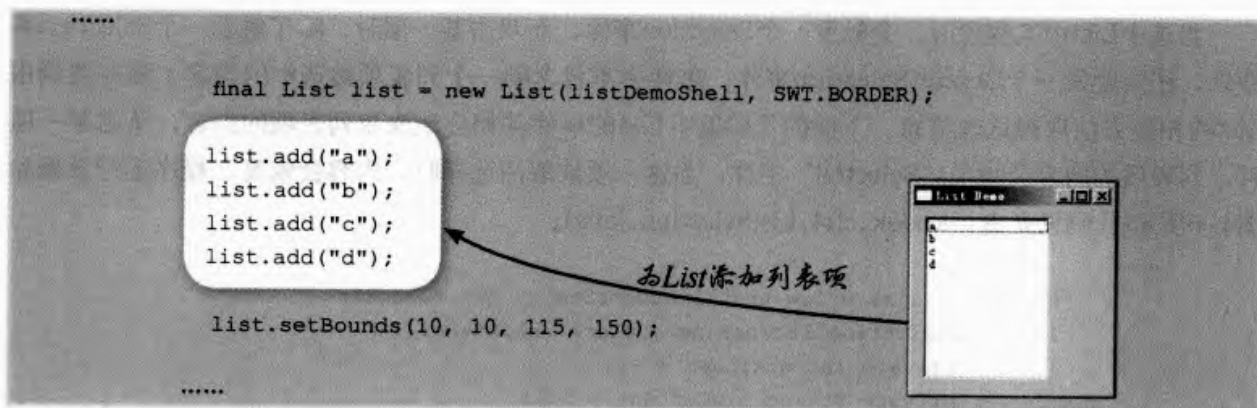 ......
final List list = new List(listDemoShell, SWT.BORDER);
list.add("a");
list.add("b");
list.add("c");
list.add("d");
为List添加列表项
list.setBounds(10, 10, 115, 150);
......
List Demo
a
b
c
d